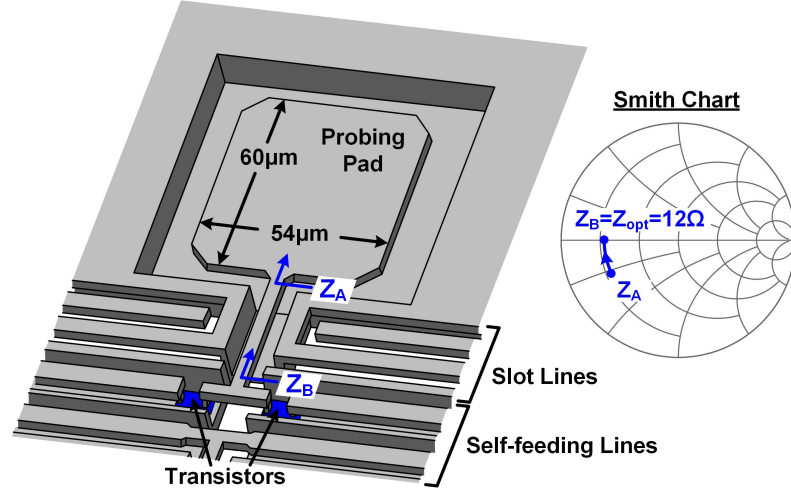 Probing
Pad
60μm
54μm
Z_A
Z_B
Slot Lines
Self-feeding Lines
Transistors
Smith Chart
Z_B=Z_opt=12Ω
Z_A